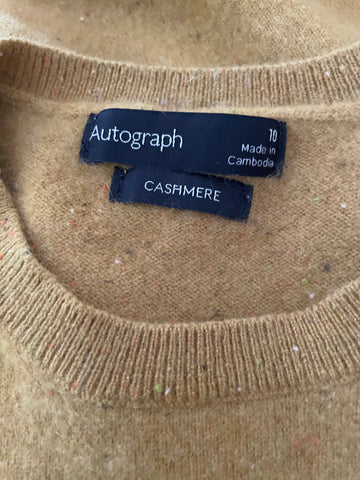 Autograph
10
Made in
Cambodia
CASHMERE